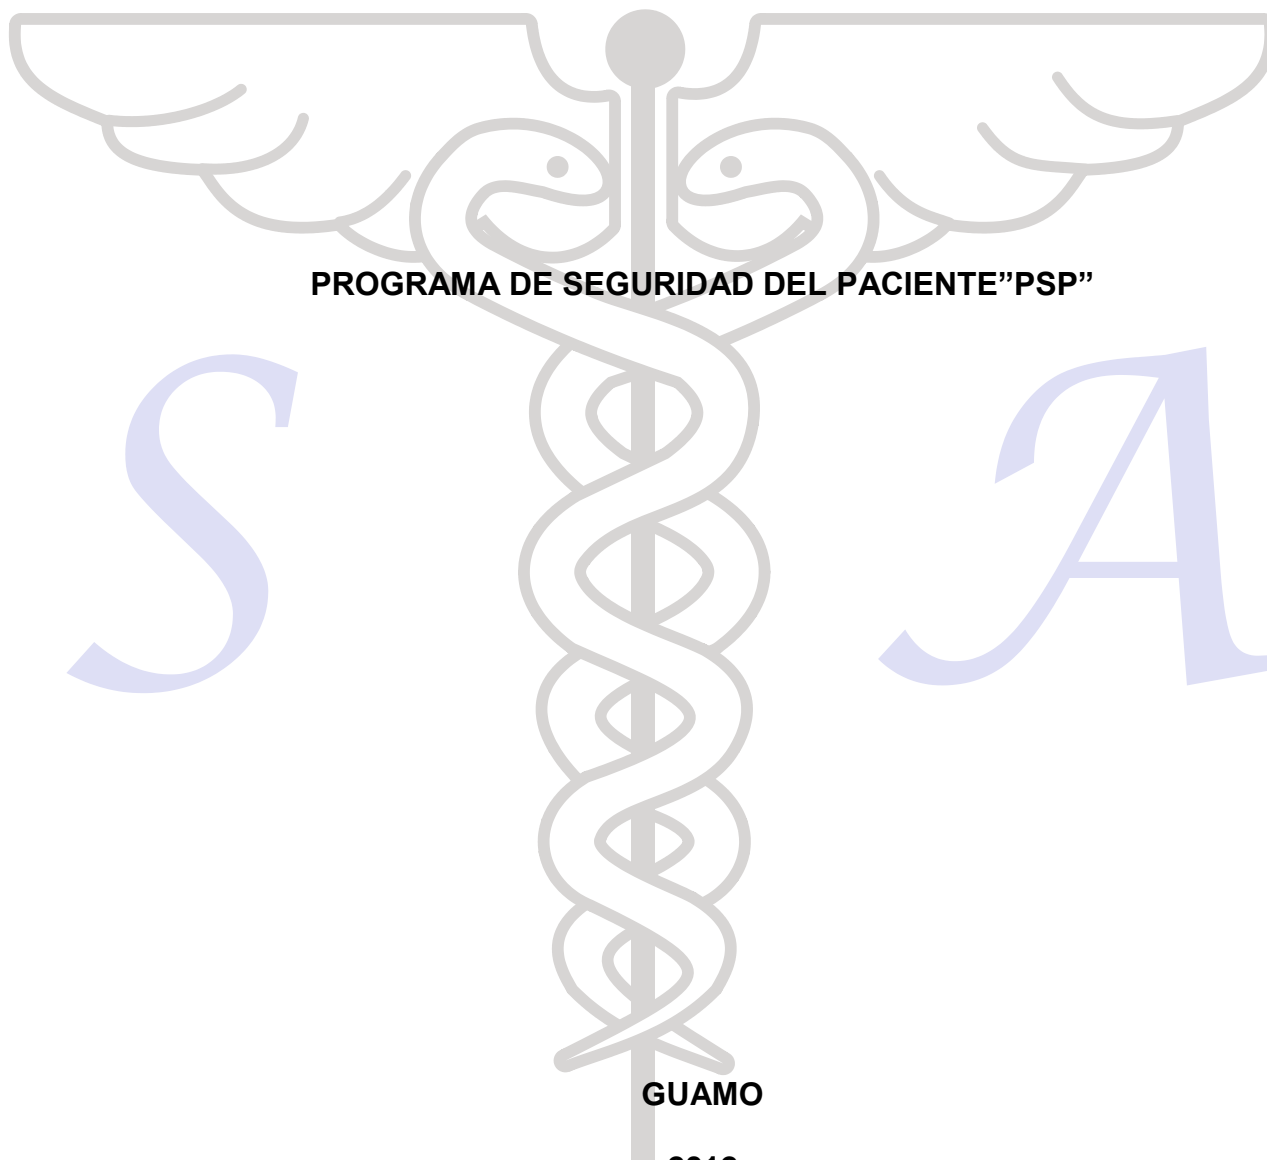 PROGRAMA DE SEGURIDAD DEL PACIENTE”PSP”
S A
GUAMO